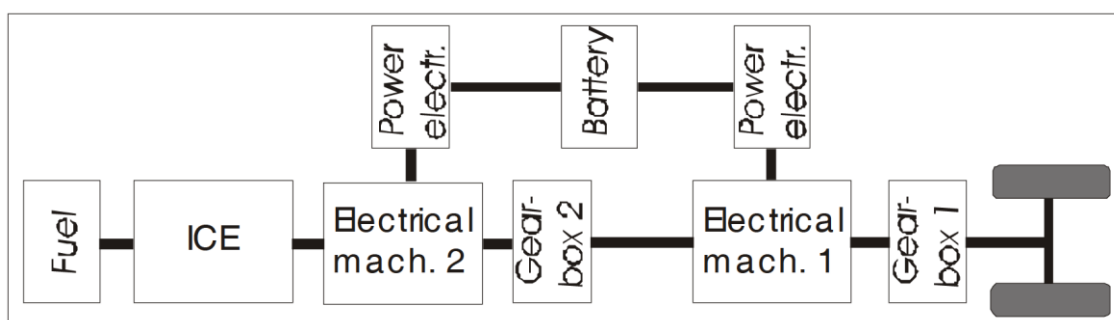 Power
electr.
Battery
Power
electr.
Fuel
ICE
Electrical
mach. 2
Gear-
box 2
Electrical
mach. 1
Gear-
box 1